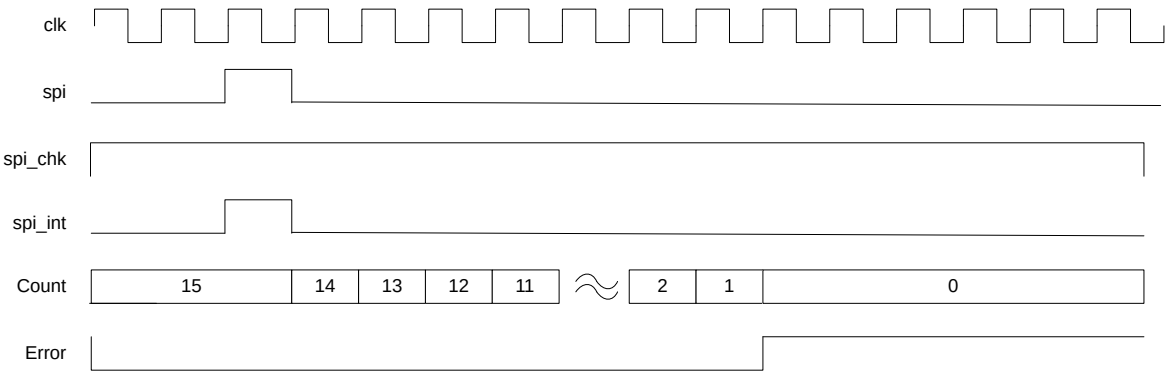 clk
spi
spi_chk
spi_int
Count 15 14 13 12 11 2 1 0
Error